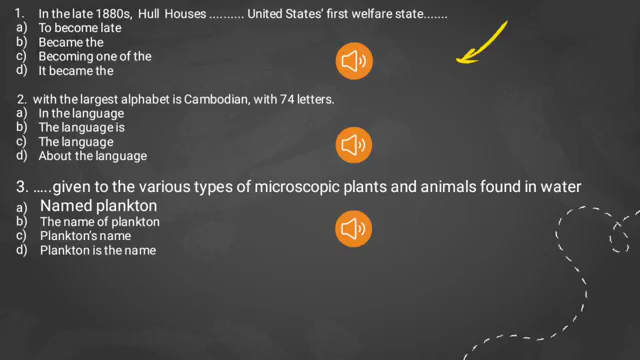 1. In the late 1880s, Hull Houses .......... United States' first welfare state.......
a) To become late
b) Became the
c) Becoming one of the
d) It became the
2. with the largest alphabet is Cambodian, with 74 letters.
a) In the language
b) The language is
c) The language
d) About the language
3. .....given to the various types of microscopic plants and animals found in water
a) Named plankton
b) The name of plankton
c) Plankton's name
d) Plankton is the name